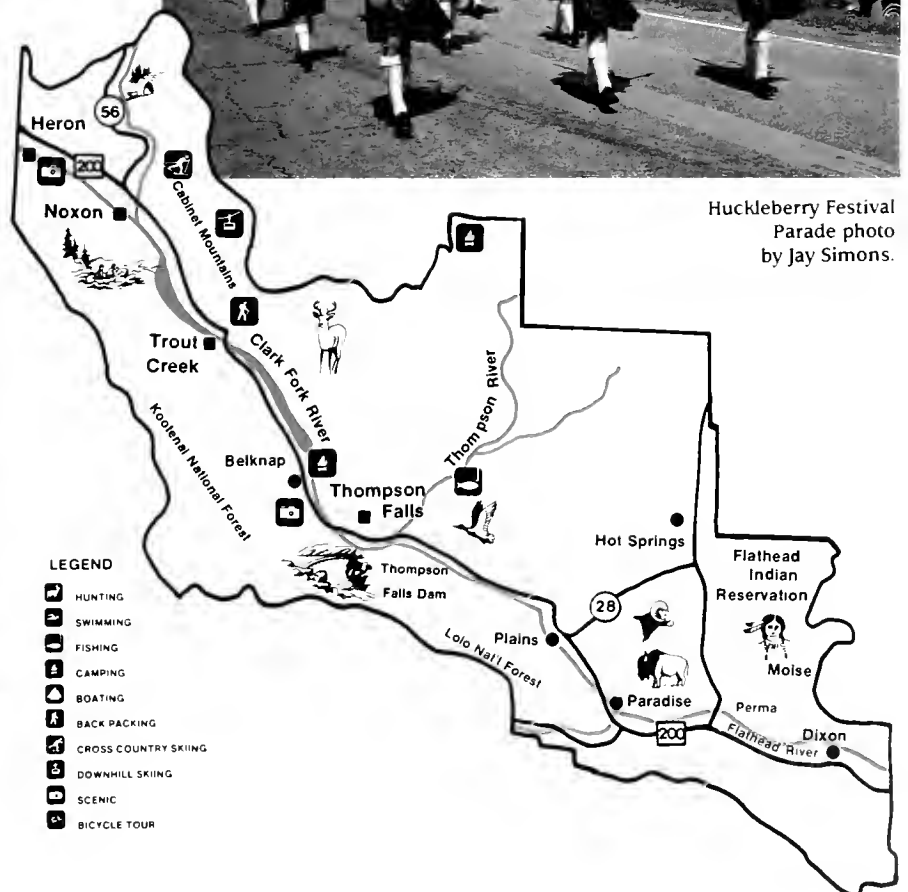 Huckleberry Festival
Parade photo
by Jay Simons.
56
Heron
200
Noxon
Cabinet Mountains
Trout
Creek
Clark Fork River
Thompson River
Kootenai National Forest
Belknap
Thompson
Falls
Hot Springs
Flathead
Indian
Reservation
Thompson
Falls Dam
28
Plains
Lolo Nat'l Forest
Moise
Paradise
Perma
200
Flathead River
Dixon
LEGEND
HUNTING
SWIMMING
FISHING
CAMPING
BOATING
BACK PACKING
CROSS COUNTRY SKIING
DOWNHILL SKIING
SCENIC
BICYCLE TOUR